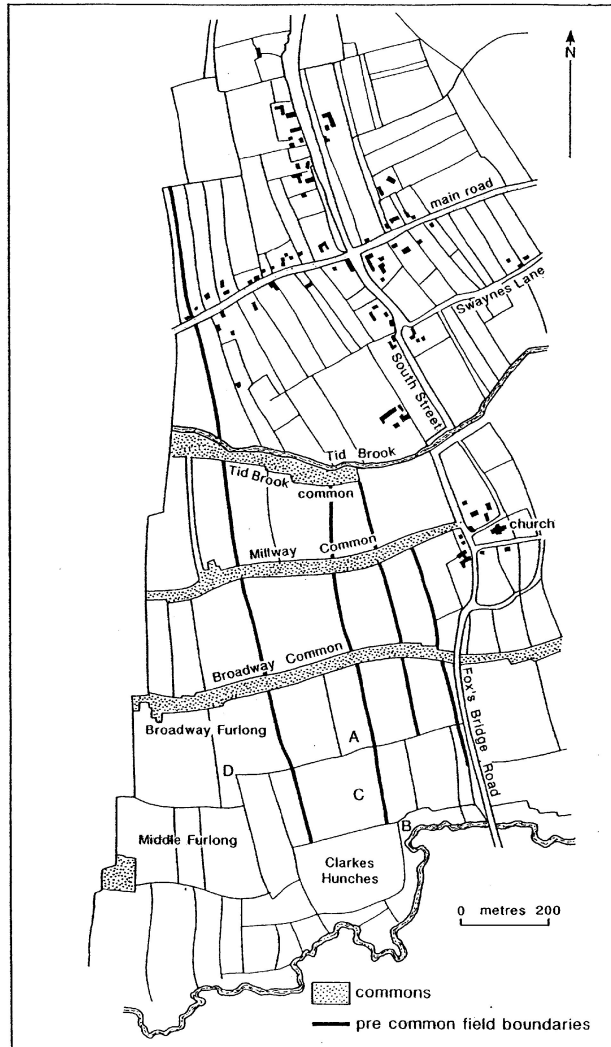 N
main road
Swaynes Lane
South Street
Tid Brook
Tid Brook
common
church
Millway Common
Broadway Common
Fox's Bridge Road
Broadway Furlong
A
D
C
B
Middle Furlong
Clarkes
Hunches
0 metres 200
commons
pre common field boundaries